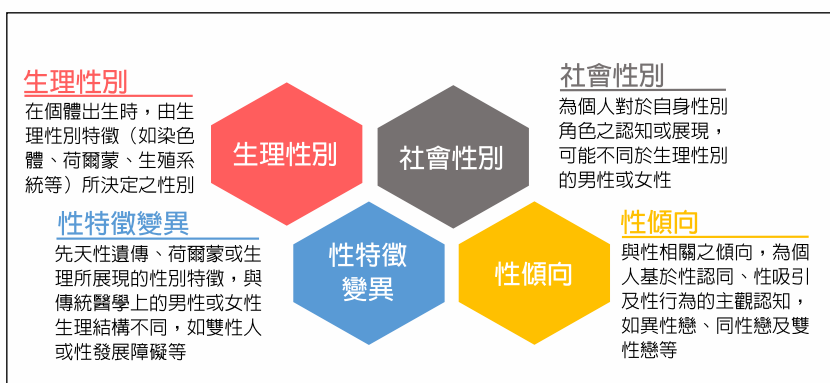 生理性別
在個體出生時，由生
理性別特徵（如染色
體、荷爾蒙、生殖系
統等）所決定之性別
生理性別
社會性別
社會性別
為個人對於自身性別
角色之認知或展現，
可能不同於生理性別
的男性或女性
性特徵變異
先天性遺傳、荷爾蒙或生
理所展現的性別特徵，與
傳統醫學上的男性或女性
生理結構不同，如雙性人
或性發展障礙等
性特徵
變異
性傾向
性傾向
與性相關之傾向，為個
人基於性認同、性吸引
及性行為的主觀認知，
如異性戀、同性戀及雙
性戀等